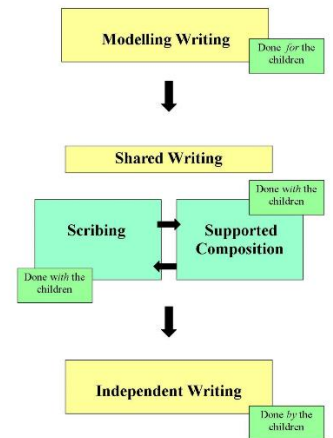 Modelling Writing
Done for the
children
Shared Writing
Done with the
children
Scribing
Supported
Composition
Done with the
children
Independent Writing
Done by the
children